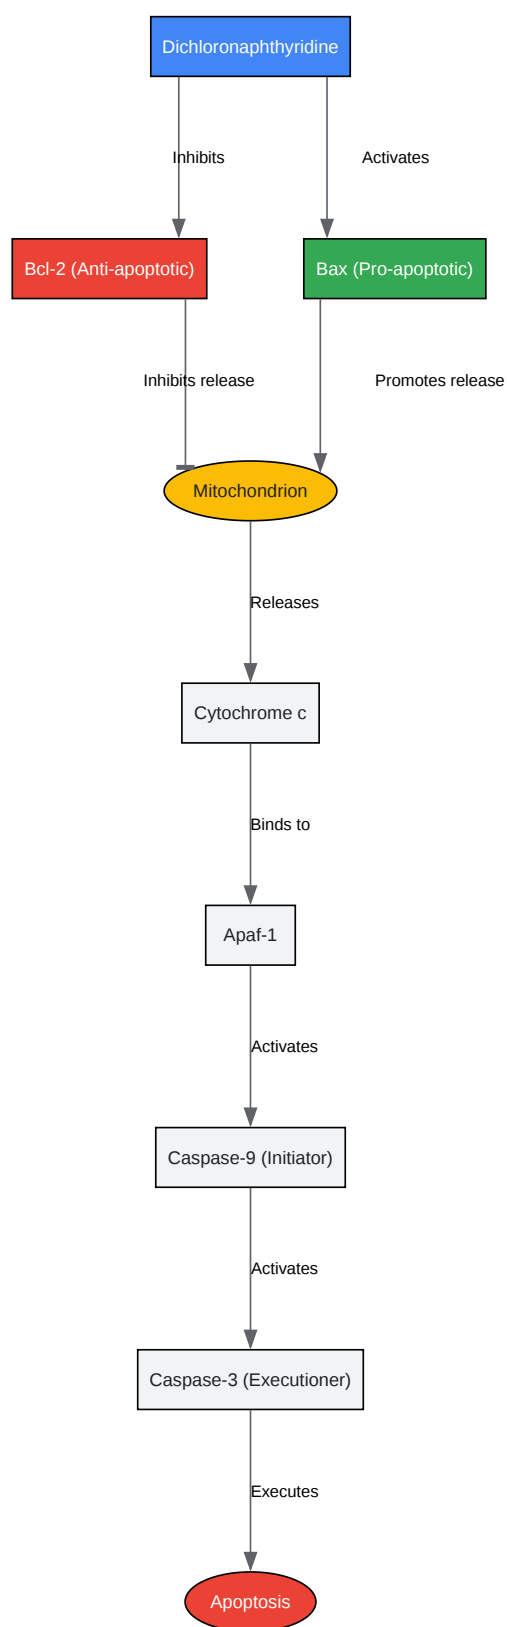 Dichloronaphthyridine
Inhibits
Activates
Bcl-2 (Anti-apoptotic)
Bax (Pro-apoptotic)
Inhibits release
Promotes release
Mitochondrion
Releases
Cytochrome c
Binds to
Apaf-1
Activates
Caspase-9 (Initiator)
Activates
Caspase-3 (Executioner)
Executes
Apoptosis